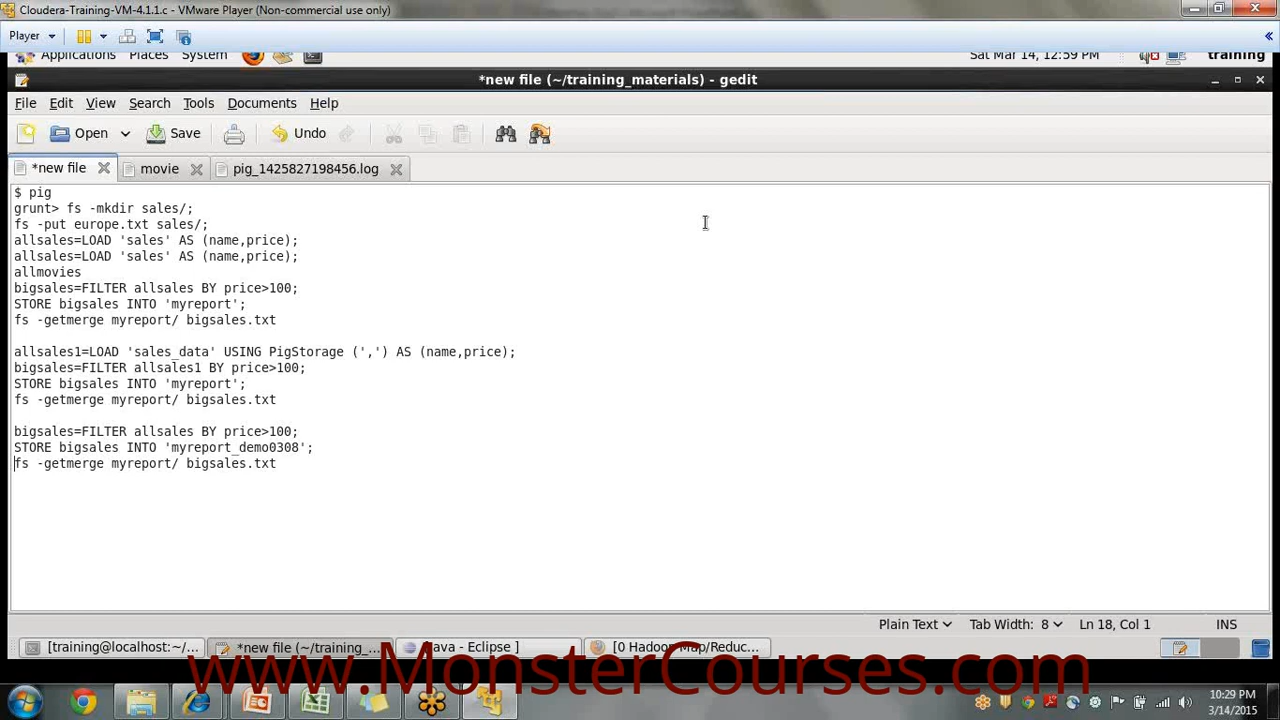 Cloudera-Training-VM-4.1.1.c - VMware Player (Non-commercial use only)
Player
Applications Places System Sat Mar 14, 12:59 PM training
*new file (~/training_materials) - gedit
File Edit View Search Tools Documents Help
Open Save Undo
*new file movie pig_1425827198456.log
$ pig
grunt> fs -mkdir sales/;
fs -put europe.txt sales/;
allsales=LOAD 'sales' AS (name,price);
allsales=LOAD 'sales' AS (name,price);
allmovies
bigsales=FILTER allsales BY price>100;
STORE bigsales INTO 'myreport';
fs -getmerge myreport/ bigsales.txt
allsales1=LOAD 'sales_data' USING PigStorage (',') AS (name,price);
bigsales=FILTER allsales1 BY price>100;
STORE bigsales INTO 'myreport';
fs -getmerge myreport/ bigsales.txt
bigsales=FILTER allsales BY price>100;
STORE bigsales INTO 'myreport_demo0308';
fs -getmerge myreport/ bigsales.txt
Plain Text Tab Width: 8 Ln 18, Col 1 INS
[training@localhost:~/... *new file (~/training_... Java - Eclipse ] [0 Hadoop Map/Reduc...
www.MonsterCourses.com
10:29 PM
3/14/2015